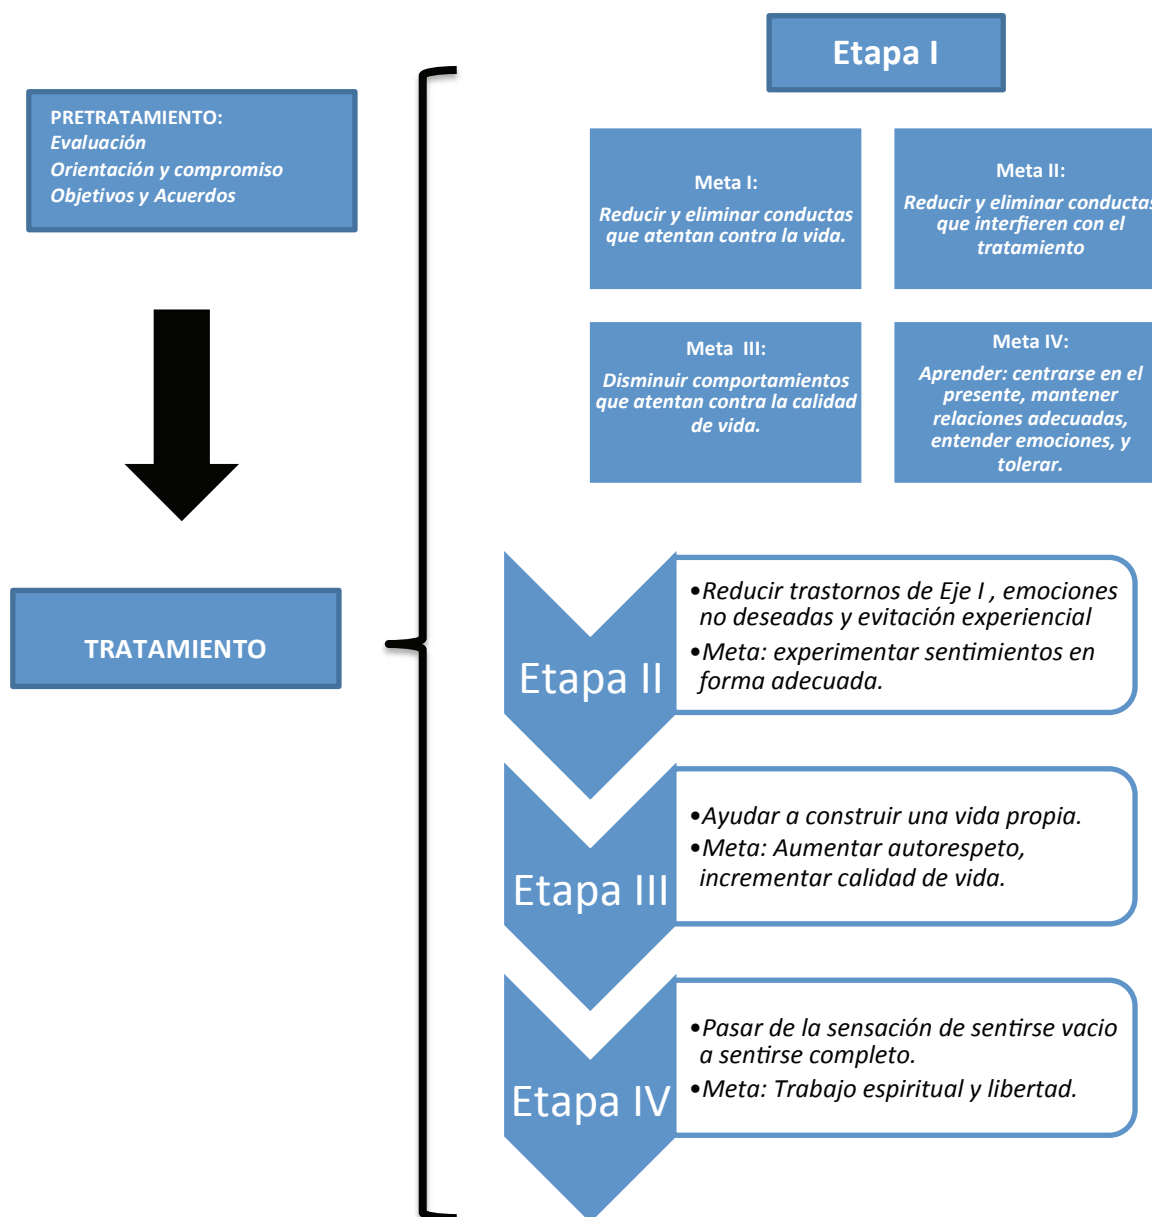 PRETRATAMIENTO:
Evaluación
Orientación y compromiso
Objetivos y Acuerdos
TRATAMIENTO
Etapa I
Meta I:
Reducir y eliminar conductas
que atentan contra la vida.
Meta II:
Reducir y eliminar conductas
que interfieren con el
tratamiento
Meta III:
Disminuir comportamientos
que atentan contra la calidad
de vida.
Meta IV:
Aprender: centrarse en el
presente, mantener
relaciones adecuadas,
entender emociones, y
tolerar.
Etapa II
•Reducir trastornos de Eje I , emociones
no deseadas y evitación experiencial
•Meta: experimentar sentimientos en
forma adecuada.
Etapa III
•Ayudar a construir una vida propia.
•Meta: Aumentar autorespeto,
incrementar calidad de vida.
Etapa IV
•Pasar de la sensación de sentirse vacio
a sentirse completo.
•Meta: Trabajo espiritual y libertad.